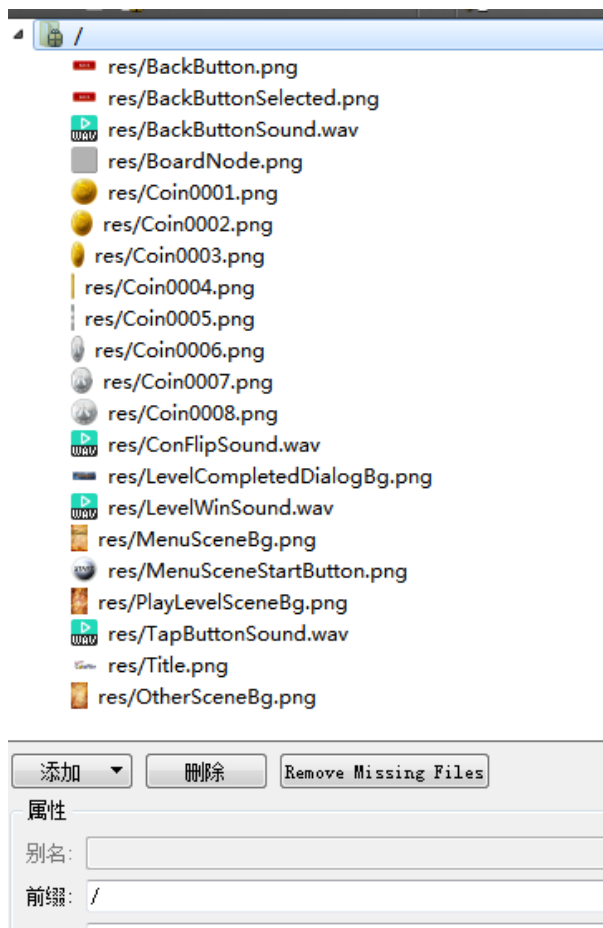 /
res/BackButton.png
res/BackButtonSelected.png
res/BackButtonSound.wav
res/BoardNode.png
res/Coin0001.png
res/Coin0002.png
res/Coin0003.png
res/Coin0004.png
res/Coin0005.png
res/Coin0006.png
res/Coin0007.png
res/Coin0008.png
res/ConFlipSound.wav
res/LevelCompletedDialogBg.png
res/LevelWinSound.wav
res/MenuSceneBg.png
res/MenuSceneStartButton.png
res/PlayLevelSceneBg.png
res/TapButtonSound.wav
res/Title.png
res/OtherSceneBg.png
添加 删除 Remove Missing Files
属性
别名:
前缀: /